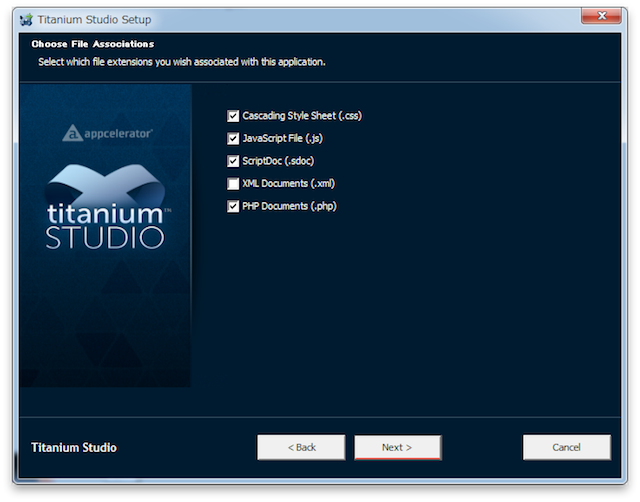 Titanium Studio Setup
Choose File Associations
Select which file extensions you wish associated with this application.
appcelerator®
titanium™
STUDIO
Cascading Style Sheet (.css)
JavaScript File (.js)
ScriptDoc (.sdoc)
XML Documents (.xml)
PHP Documents (.php)
Titanium Studio
< Back
Next >
Cancel